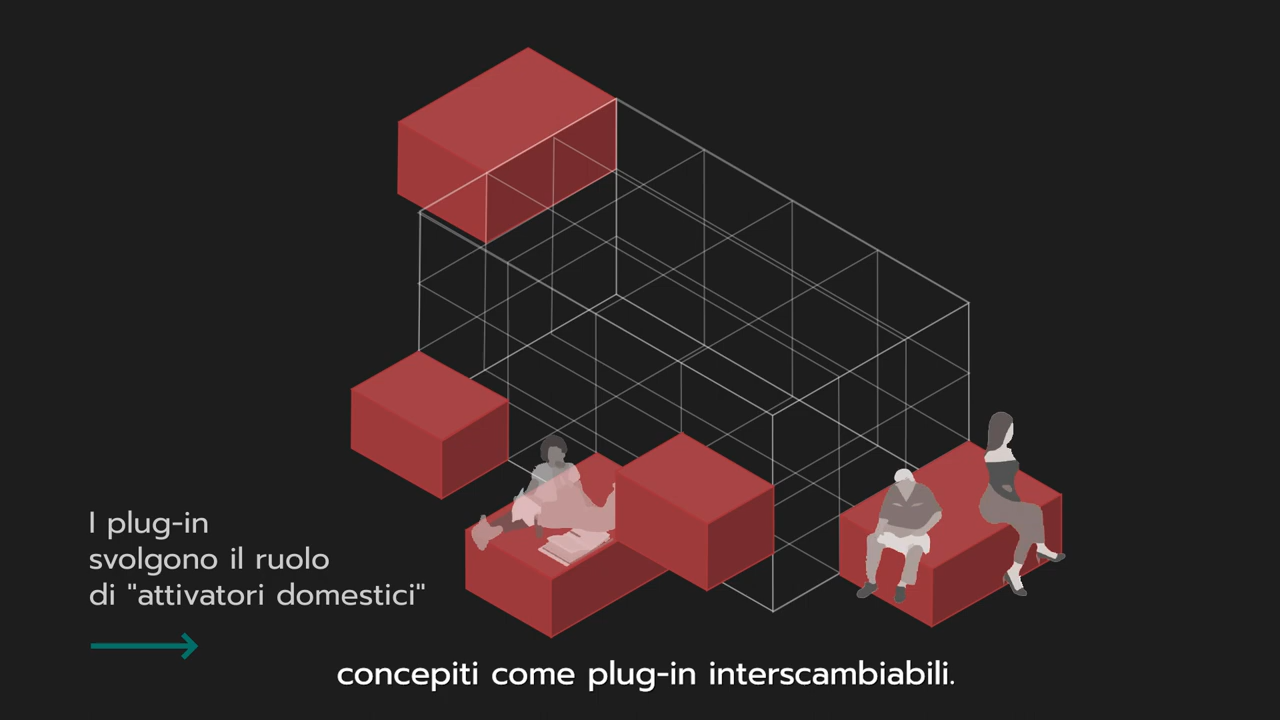 I plug-in
svolgono il ruolo
di "attivatori domestici"
concepiti come plug-in interscambiabili.